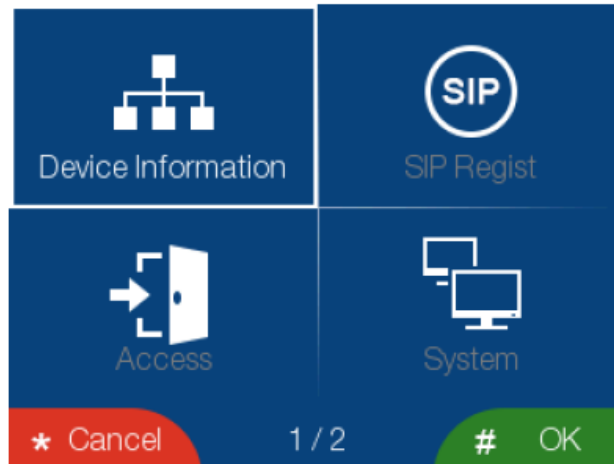 Device Information
SIP
SIP Regist
Access
System
* Cancel
1 / 2
# OK